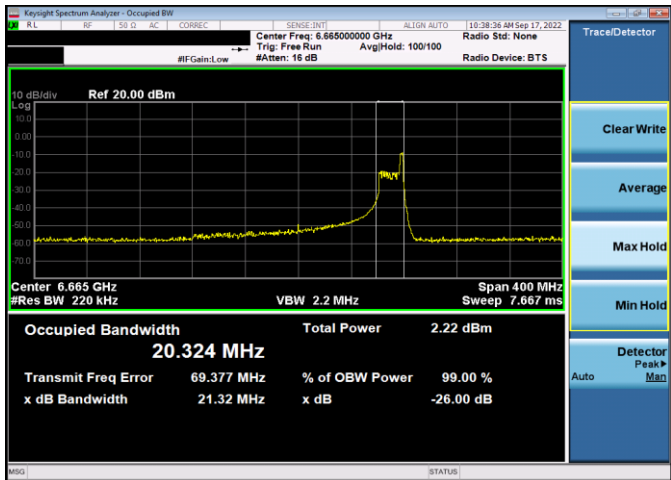 Keysight Spectrum Analyzer - Occupied BW
RL RF 50 Ω AC CORREC SENSE:INT ALIGN AUTO 10:38:36 AM Sep 17, 2022
Center Freq: 6.665000000 GHz Radio Std: None
Trig: Free Run Avg|Hold: 100/100
#IFGain:Low #Atten: 16 dB Radio Device: BTS
Trace/Detector
10 dB/div Ref 20.00 dBm
Log
10.0
0.00
-10.0
-20.0
-30.0
-40.0
-50.0
-60.0
-70.0
Center 6.665 GHz Span 400 MHz
#Res BW 220 kHz VBW 2.2 MHz Sweep 7.667 ms
Occupied Bandwidth Total Power 2.22 dBm
20.324 MHz
Transmit Freq Error 69.377 MHz % of OBW Power 99.00 %
x dB Bandwidth 21.32 MHz x dB -26.00 dB
Clear Write
Average
Max Hold
Min Hold
Detector
Peak▶
Auto Man
MSG STATUS